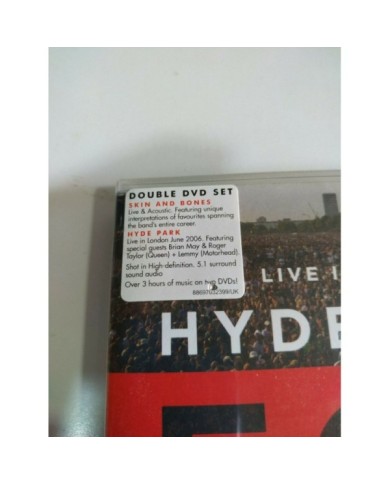 DOUBLE DVD SET
SKIN AND BONES
Live & Acoustic, Featuring unique
interpretations of favourites spanning
the band's entire career.
HYDE PARK
Live in London June 2006. Featuring
special guests Brian May & Roger
Taylor (Queen) + Lemmy (Motorhead)
Shot in High-definition. 5.1 surround
sound audio
Over 3 hours of music on two DVDs!
LIVE I
HYDE